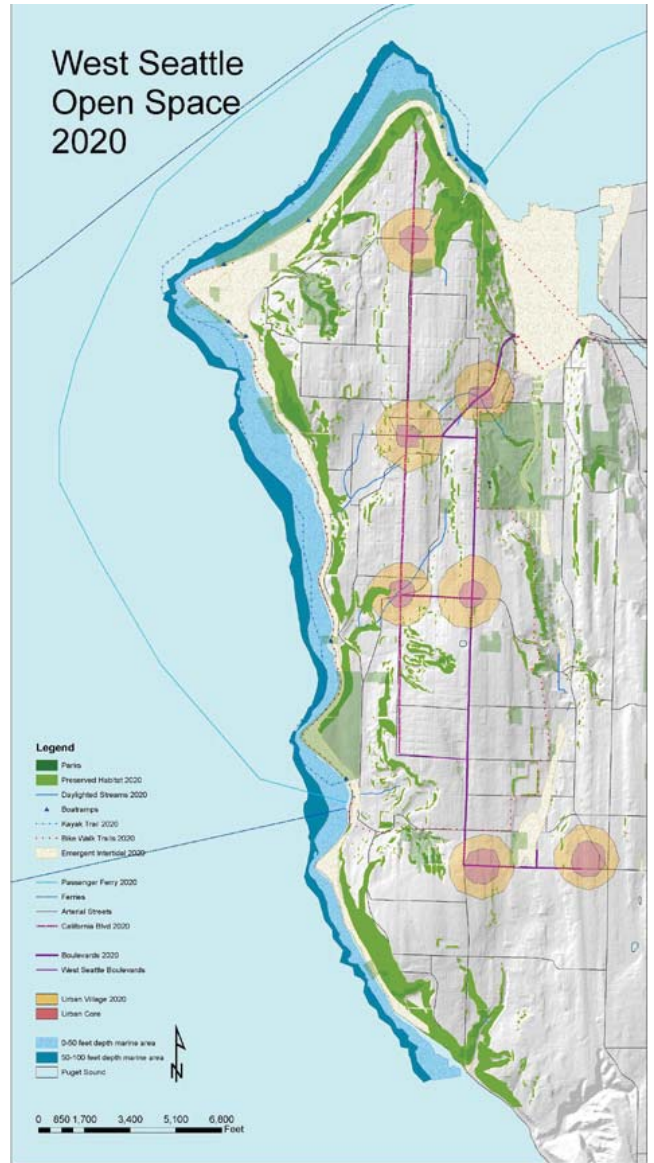 West Seattle
Open Space
2020
Legend
Parks
Preserved Habitat 2020
Daylighted Streams 2020
Boatramps
Kayak Trail 2020
Bike Walk Trails 2020
Emergent Intertidal 2020
Passenger Ferry 2020
Ferries
Arterial Streets
California Blvd 2020
Boulevards 2020
West Seattle Boulevards
Urban Village 2020
Urban Core
0-50 feet depth marine area
50-100 feet depth marine area
Puget Sound
N
0 850 1,700 3,400 5,100 6,800
Feet